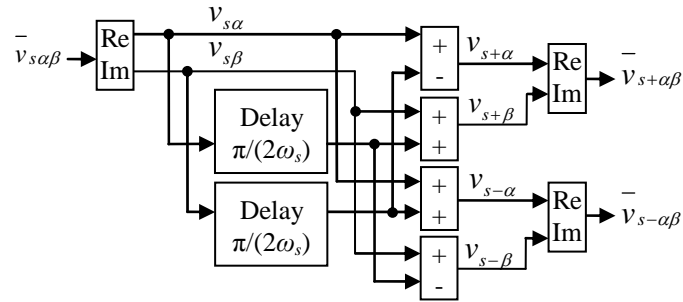 v̄sαβ
Re
Im
vsα
vsβ
Delay
π/(2ωs)
Delay
π/(2ωs)
+
-
+
+
+
+
+
-
vs+α
vs+β
vs−α
vs−β
Re
Im
v̄s+αβ
Re
Im
v̄s−αβ